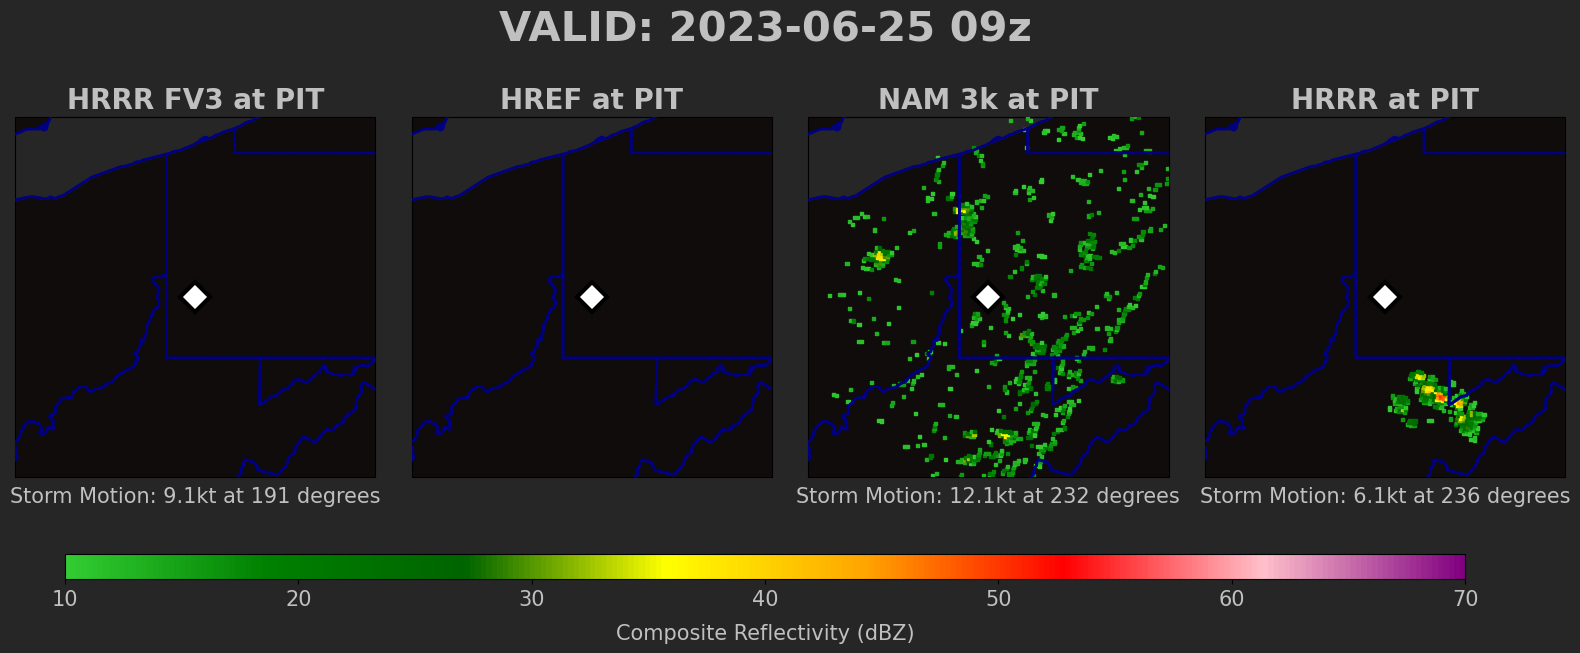 VALID: 2023-06-25 09z
HRRR FV3 at PIT
HREF at PIT
NAM 3k at PIT
HRRR at PIT
Storm Motion: 9.1kt at 191 degrees
Storm Motion: 12.1kt at 232 degrees
Storm Motion: 6.1kt at 236 degrees
10 20 30 40 50 60 70
Composite Reflectivity (dBZ)